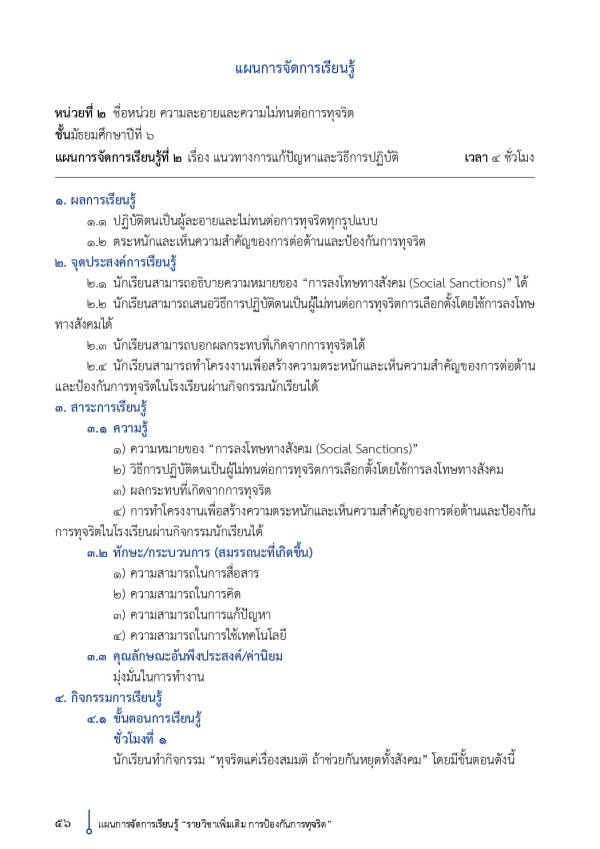 แผนการจัดการเรียนรู้
หน่วยที่ ๒ ชื่อหน่วย ความละอายและความไม่ทนต่อการทุจริต
ชั้นมัธยมศึกษาปีที่ ๖
แผนการจัดการเรียนรู้ที่ ๒ เรื่อง แนวทางการแก้ปัญหาและวิธีการปฏิบัติ เวลา ๔ ชั่วโมง
๑. ผลการเรียนรู้
๑.๑ ปฏิบัติตนเป็นผู้ละอายและไม่ทนต่อการทุจริตทุกรูปแบบ
๑.๒ ตระหนักและเห็นความสำคัญของการต่อต้านและป้องกันการทุจริต
๒. จุดประสงค์การเรียนรู้
๒.๑ นักเรียนสามารถอธิบายความหมายของ “การลงโทษทางสังคม (Social Sanctions)” ได้
๒.๒ นักเรียนสามารถเสนอวิธีการปฏิบัติตนเป็นผู้ไม่ทนต่อการทุจริตการเลือกตั้งโดยใช้การลงโทษ
ทางสังคมได้
๒.๓ นักเรียนสามารถบอกผลกระทบที่เกิดจากการทุจริตได้
๒.๔ นักเรียนสามารถทำโครงงานเพื่อสร้างความตระหนักและเห็นความสำคัญของการต่อต้าน
และป้องกันการทุจริตในโรงเรียนผ่านกิจกรรมนักเรียนได้
๓. สาระการเรียนรู้
๓.๑ ความรู้
๑) ความหมายของ “การลงโทษทางสังคม (Social Sanctions)”
๒) วิธีการปฏิบัติตนเป็นผู้ไม่ทนต่อการทุจริตการเลือกตั้งโดยใช้การลงโทษทางสังคม
๓) ผลกระทบที่เกิดจากการทุจริต
๔) การทำโครงงานเพื่อสร้างความตระหนักและเห็นความสำคัญของการต่อต้านและป้องกัน
การทุจริตในโรงเรียนผ่านกิจกรรมนักเรียนได้
๓.๒ ทักษะ/กระบวนการ (สมรรถนะที่เกิดขึ้น)
๑) ความสามารถในการสื่อสาร
๒) ความสามารถในการคิด
๓) ความสามารถในการแก้ปัญหา
๔) ความสามารถในการใช้เทคโนโลยี
๓.๓ คุณลักษณะอันพึงประสงค์/ค่านิยม
มุ่งมั่นในการทำงาน
๔. กิจกรรมการเรียนรู้
๔.๑ ขั้นตอนการเรียนรู้
ชั่วโมงที่ ๑
นักเรียนทำกิจกรรม “ทุจริตแค่เรื่องสมมติ ถ้าช่วยกันหยุดทั้งสังคม” โดยมีขั้นตอนดังนี้
๕๖ แผนการจัดการเรียนรู้ “รายวิชาเพิ่มเติม การป้องกันการทุจริต”